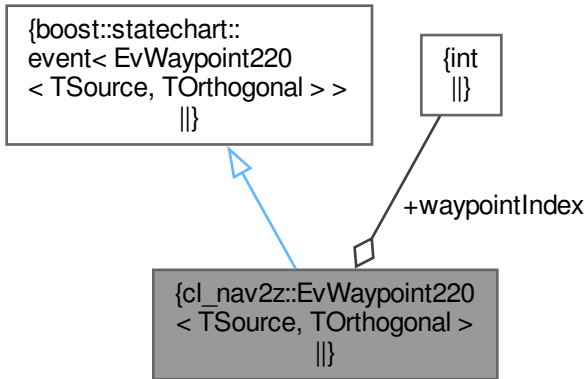 {boost::statechart::
event< EvWaypoint220
< TSource, TOrthogonal > >
||}
{int
||}
+waypointIndex
{cl_nav2z::EvWaypoint220
< TSource, TOrthogonal >
||}